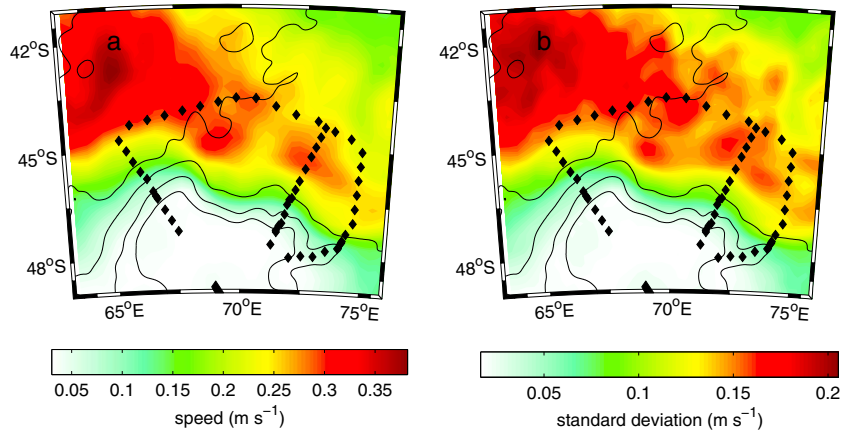 a
b
42°S
45°S
48°S
65°E
70°E
75°E
42°S
45°S
48°S
65°E
70°E
75°E
0.05 0.1 0.15 0.2 0.25 0.3 0.35
speed (m s⁻¹)
0.05 0.1 0.15 0.2
standard deviation (m s⁻¹)